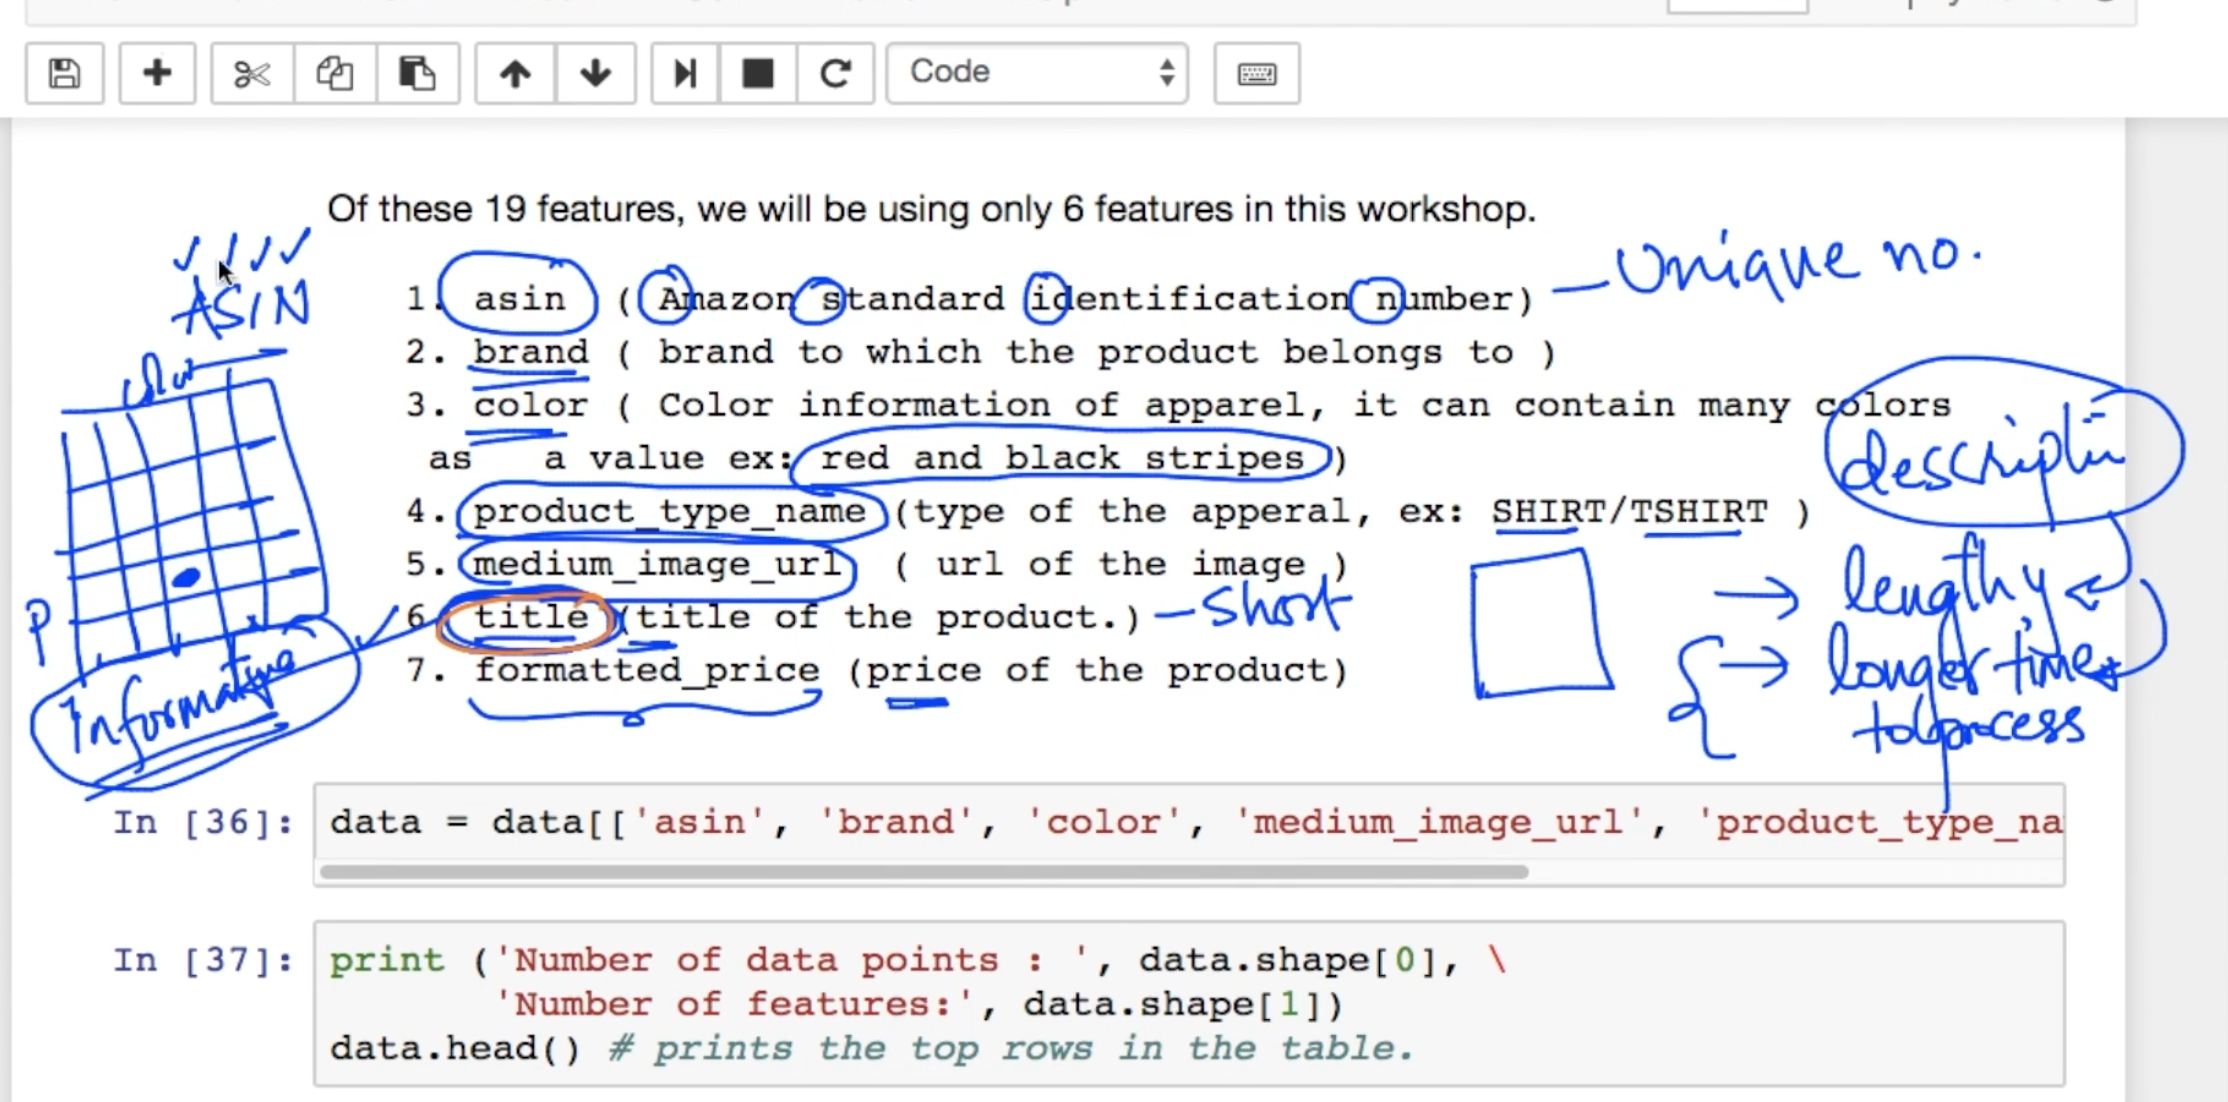 Code
Of these 19 features, we will be using only 6 features in this workshop.
ASIN
1. asin ( Amazon standard identification number) — Unique no.
2. brand ( brand to which the product belongs to )
3. color ( Color information of apparel, it can contain many colors
as a value ex: red and black stripes )
4. product_type_name (type of the apperal, ex: SHIRT/TSHIRT )
5. medium_image_url ( url of the image )
6. title (title of the product.) — Short
7. formatted_price (price of the product)
P
Informative
→ lengthy
→ longer time
to process
In [36]: data = data[['asin', 'brand', 'color', 'medium_image_url', 'product_type_na
In [37]: print ('Number of data points : ', data.shape[0], \
'Number of features:', data.shape[1])
data.head() # prints the top rows in the table.